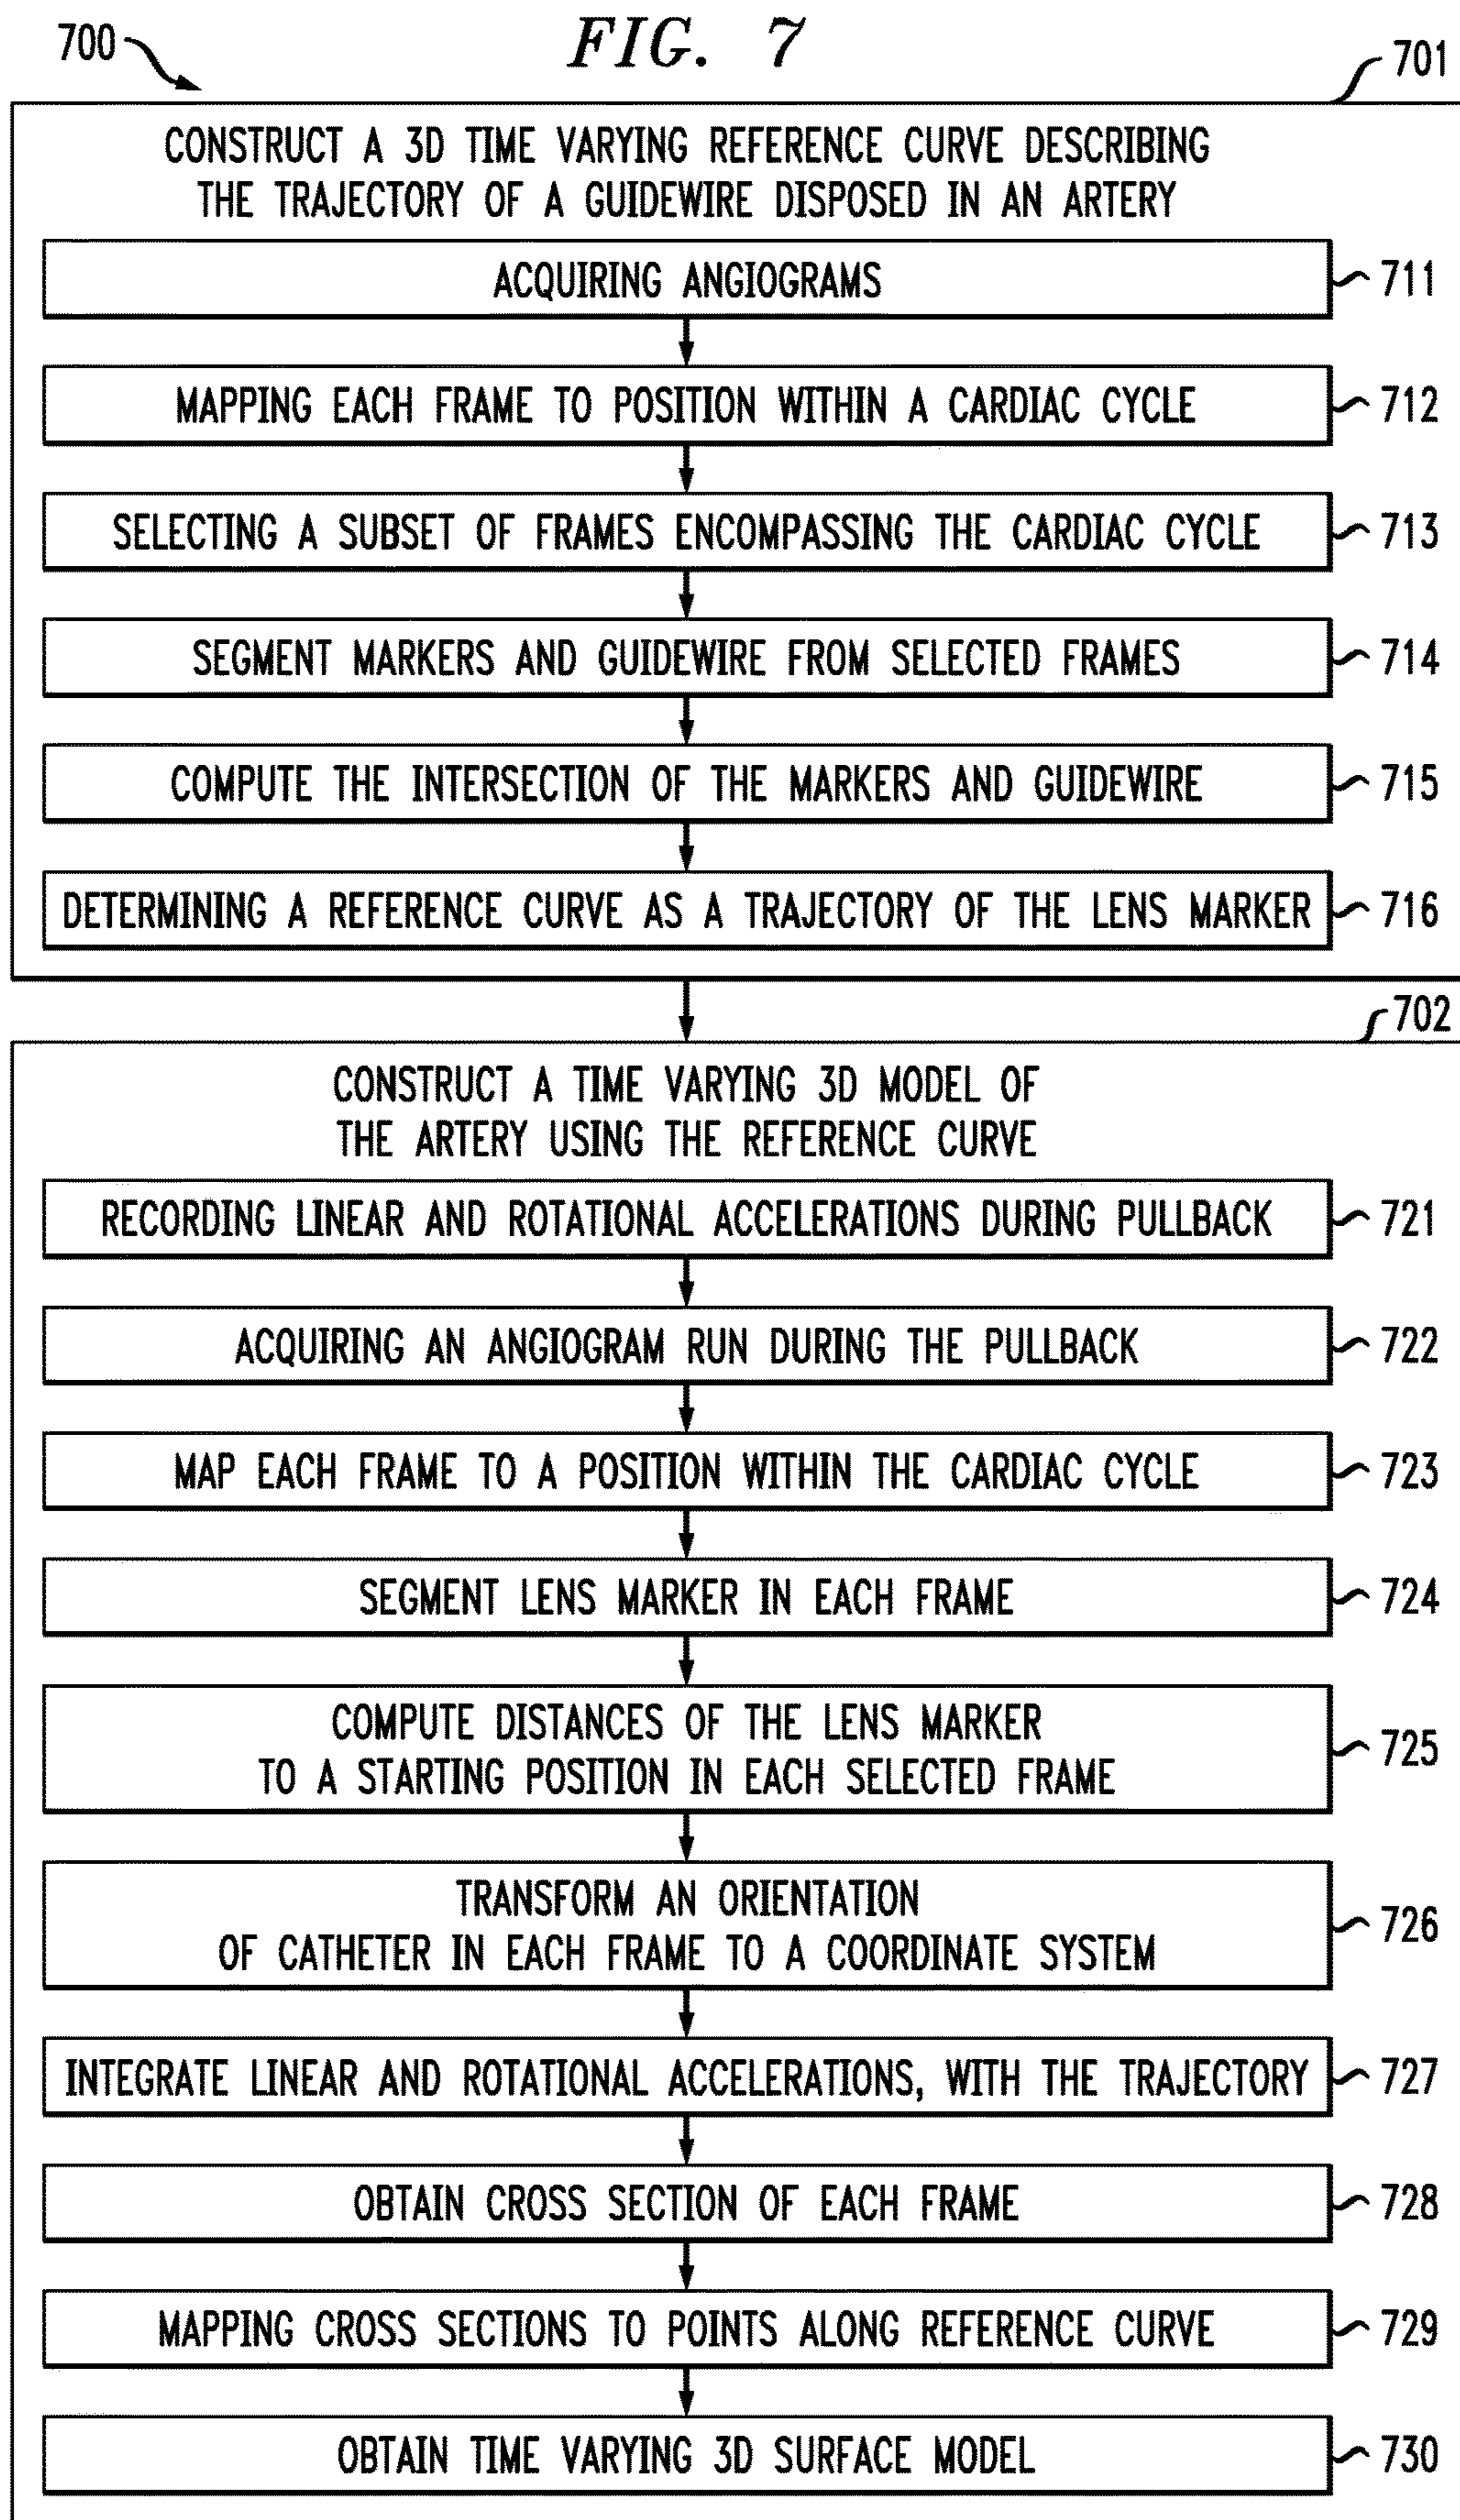 FIG. 7
700
701
CONSTRUCT A 3D TIME VARYING REFERENCE CURVE DESCRIBING
THE TRAJECTORY OF A GUIDEWIRE DISPOSED IN AN ARTERY
ACQUIRING ANGIOGRAMS
711
MAPPING EACH FRAME TO POSITION WITHIN A CARDIAC CYCLE
712
SELECTING A SUBSET OF FRAMES ENCOMPASSING THE CARDIAC CYCLE
713
SEGMENT MARKERS AND GUIDEWIRE FROM SELECTED FRAMES
714
COMPUTE THE INTERSECTION OF THE MARKERS AND GUIDEWIRE
715
DETERMINING A REFERENCE CURVE AS A TRAJECTORY OF THE LENS MARKER
716
702
CONSTRUCT A TIME VARYING 3D MODEL OF
THE ARTERY USING THE REFERENCE CURVE
RECORDING LINEAR AND ROTATIONAL ACCELERATIONS DURING PULLBACK
721
ACQUIRING AN ANGIOGRAM RUN DURING THE PULLBACK
722
MAP EACH FRAME TO A POSITION WITHIN THE CARDIAC CYCLE
723
SEGMENT LENS MARKER IN EACH FRAME
724
COMPUTE DISTANCES OF THE LENS MARKER
TO A STARTING POSITION IN EACH SELECTED FRAME
725
TRANSFORM AN ORIENTATION
OF CATHETER IN EACH FRAME TO A COORDINATE SYSTEM
726
INTEGRATE LINEAR AND ROTATIONAL ACCELERATIONS, WITH THE TRAJECTORY
727
OBTAIN CROSS SECTION OF EACH FRAME
728
MAPPING CROSS SECTIONS TO POINTS ALONG REFERENCE CURVE
729
OBTAIN TIME VARYING 3D SURFACE MODEL
730